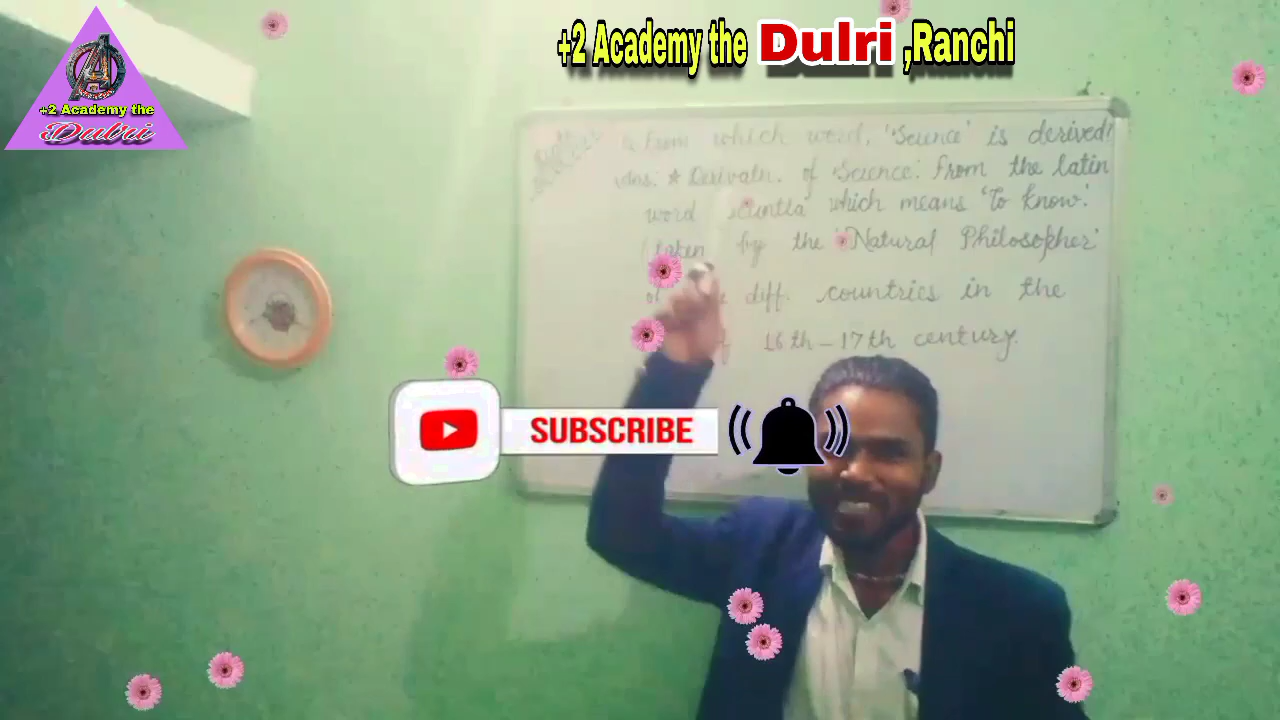 +2 Academy the Dulri ,Ranchi
+2 Academy the
Dulri
from which word, 'Science' is derived?
Ans. * Derivatn. of 'Science'. From the latin
word scientia which means 'To know'.
taken by the 'Natural Philosopher'
diff. countries in the
16th-17th century.
SUBSCRIBE